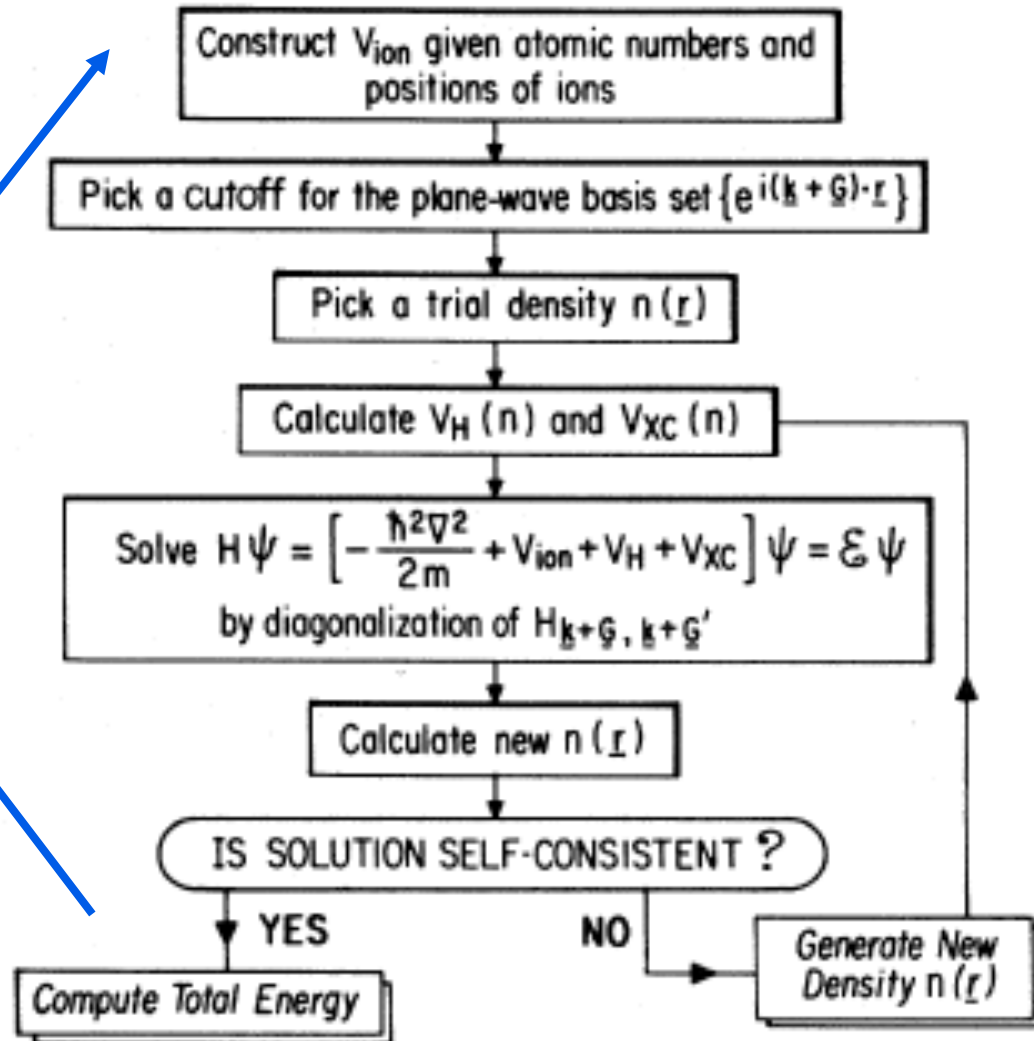 Construct V_ion given atomic numbers and
positions of ions
Pick a cutoff for the plane-wave basis set {e^{i(k̲ + G̲)·r̲}}
Pick a trial density n(r̲)
Calculate V_H(n) and V_XC(n)
Solve Hψ = [-ħ²∇²/2m + V_ion + V_H + V_XC] ψ = ℰψ
by diagonalization of H_{k̲+G̲, k̲+G̲'}
Calculate new n(r̲)
IS SOLUTION SELF-CONSISTENT ?
YES
NO
Compute Total Energy
Generate New
Density n(r̲)